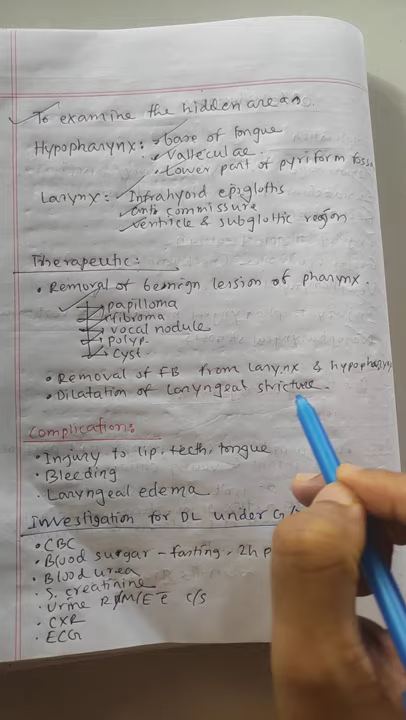 To examine the hidden areas.
Hypopharynx: • base of tongue
• Valleculae
• Lower part of pyriform fossa
Larynx: Infrahyoid epiglottis
Ant. commissure
ventricle & subglottic region
Therapeutic:
• Removal of benign lession of pharynx.
papilloma
fibroma
vocal nodule
polyp.
Cyst
• Removal of FB from larynx & hypopharynx
• Dilatation of laryngeal stricture
Complication:
• Injury to lip, teeth, tongue
• Bleeding
• Laryngeal edema
Investigation for DL under G/A
• CBC
• Blood sugar - fasting, 2h p
• Blood urea
• S. creatinine
• Urine R/M/E c̄ C/S
• CXR
• ECG